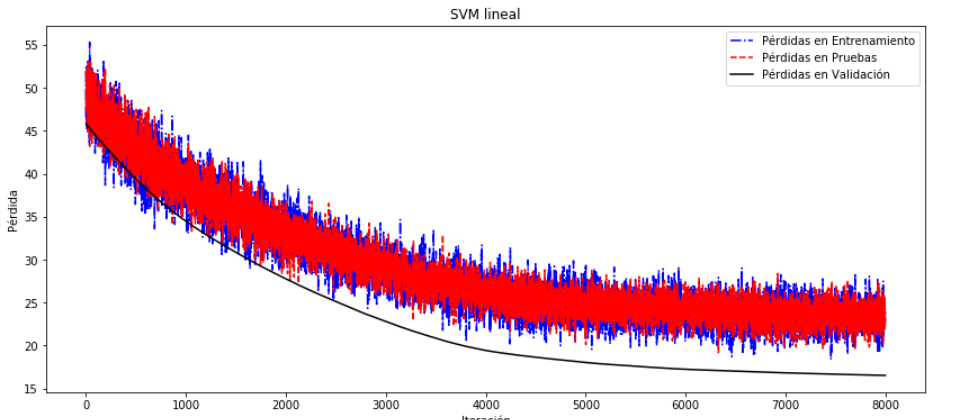 SVM lineal
Pérdidas en Entrenamiento
Pérdidas en Pruebas
Pérdidas en Validación
Pérdida
55
50
45
40
35
30
25
20
15
0 1000 2000 3000 4000 5000 6000 7000 8000
Iteración